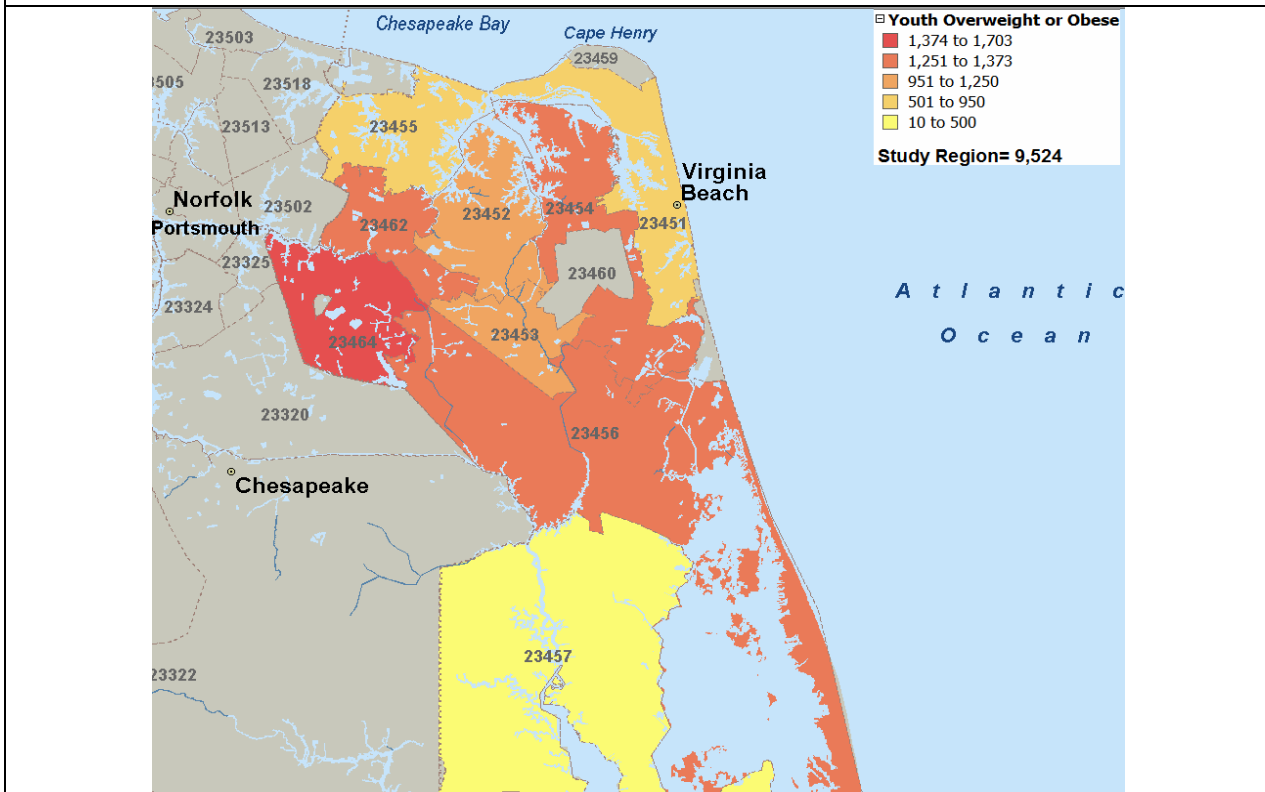 Chesapeake Bay
Cape Henry
Youth Overweight or Obese
1,374 to 1,703
1,251 to 1,373
951 to 1,250
501 to 950
10 to 500
Study Region= 9,524
23503
23459
23518
23513
23455
Virginia
Beach
Norfolk
Portsmouth
23502
23462
23452
23454
23451
23325
23460
23324
23464
23453
Atlantic
Ocean
23320
23456
Chesapeake
23457
23322